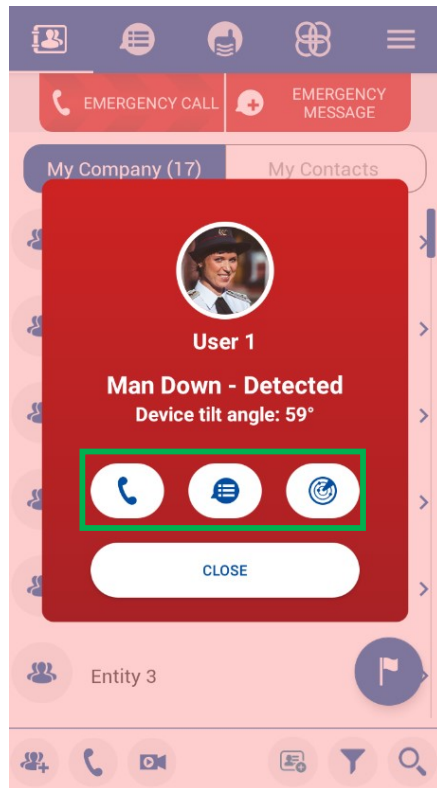 EMERGENCY CALL
EMERGENCY
MESSAGE
My Company (17)
My Contacts
User 1
Man Down - Detected
Device tilt angle: 59°
CLOSE
Entity 3